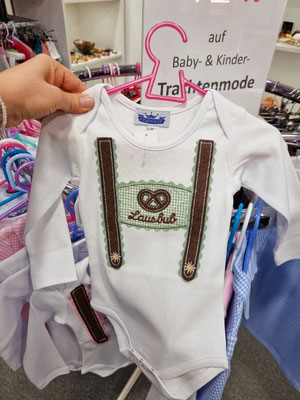 auf
Baby- & Kinder-
Trachtenmode
Lausbub